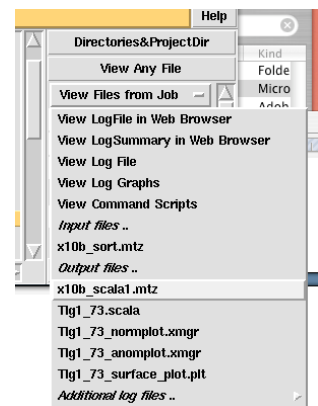 Help
Directories&ProjectDir
Kind
View Any File
Folde
View Files from Job
Micro
Adob
View LogFile in Web Browser
View LogSummary in Web Browser
View Log File
View Log Graphs
View Command Scripts
Input files ..
x10b_sort.mtz
Output files ..
x10b_scala1.mtz
Tlg1_73.scala
Tlg1_73_normplot.xmgr
Tlg1_73_anomplot.xmgr
Tlg1_73_surface_plot.plt
Additional log files ..